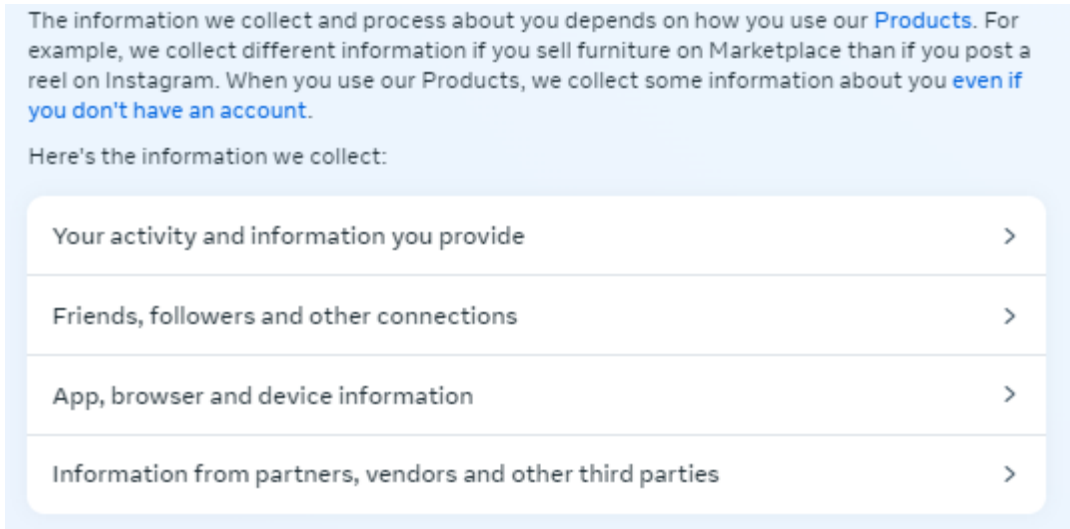 The information we collect and process about you depends on how you use our Products. For
example, we collect different information if you sell furniture on Marketplace than if you post a
reel on Instagram. When you use our Products, we collect some information about you even if
you don't have an account.
Here's the information we collect:
Your activity and information you provide
Friends, followers and other connections
App, browser and device information
Information from partners, vendors and other third parties